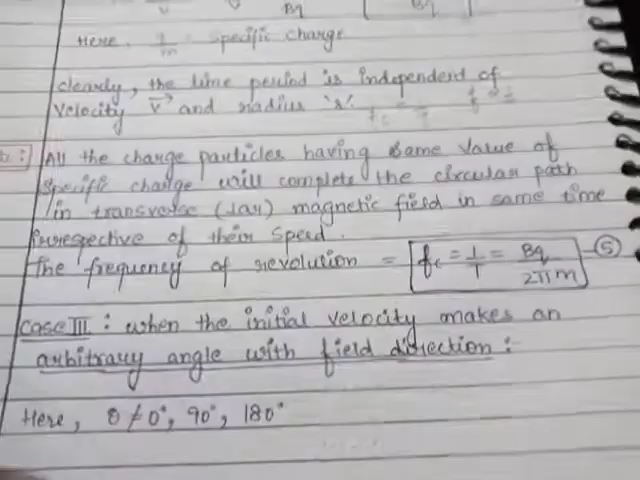 v Bq Bq
Here, q/m : specific charge
clearly, the time period is independent of
velocity v⃗ and radius 'r'.
All the charge particles having same value of
specific charge will complete the circular path
in transverse (lar) magnetic field in same time
irrespective of their speed.
The frequency of revolution = [fc = 1/T = Bq/2πm] ⑤
Case III : when the initial velocity makes an
arbitrary angle with field direction :
Here, θ ≠ 0°, 90°, 180°